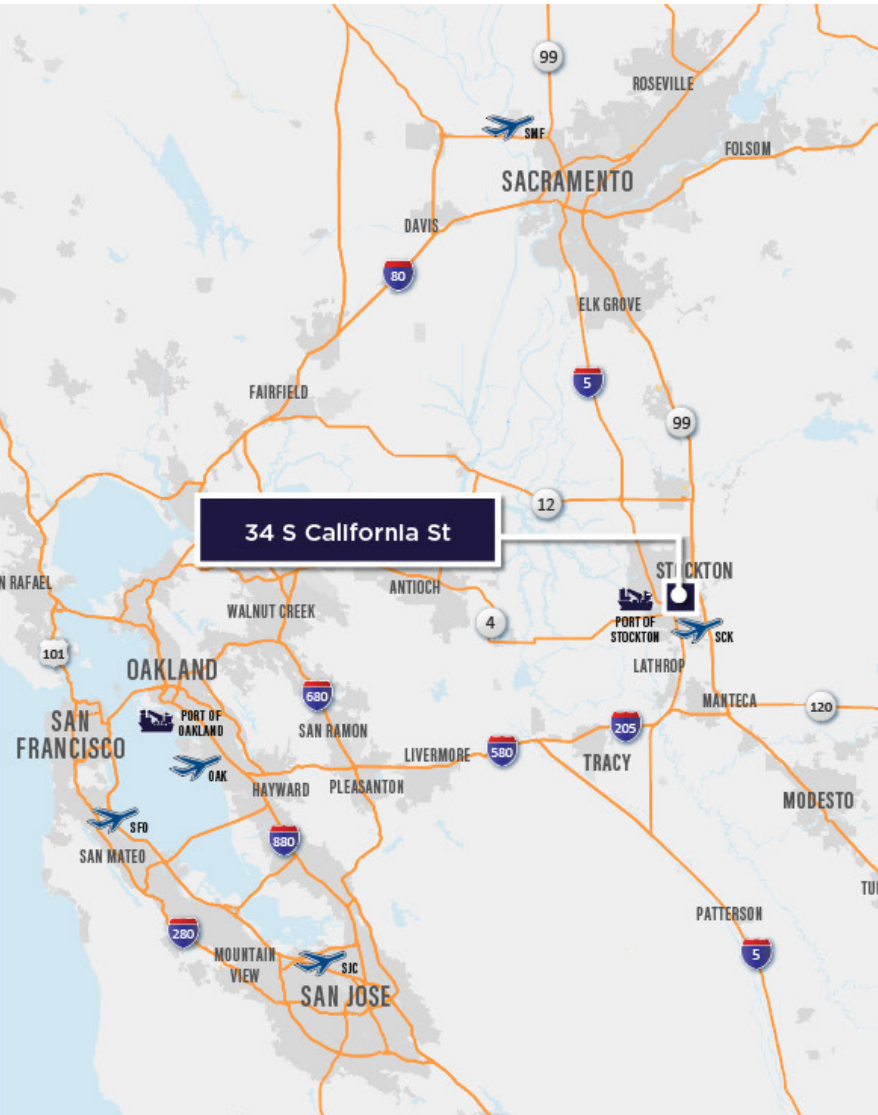 99
ROSEVILLE
SMF
FOLSOM
SACRAMENTO
DAVIS
80
ELK GROVE
5
FAIRFIELD
99
12
34 S California St
STOCKTON
N RAFAEL
ANTIOCH
WALNUT CREEK
4
PORT OF
STOCKTON
SCK
101
OAKLAND
LATHROP
680
MANTECA
120
SAN
FRANCISCO
PORT OF
OAKLAND
SAN RAMON
205
LIVERMORE
580
TRACY
OAK
HAYWARD
PLEASANTON
MODESTO
SFO
880
SAN MATEO
TU
PATTERSON
280
5
MOUNTAIN
VIEW
SJC
SAN JOSE